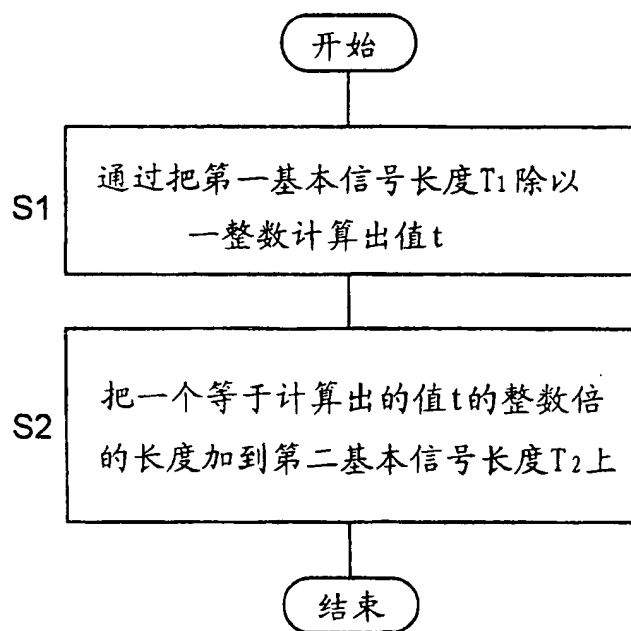 开始
S1
通过把第一基本信号长度T1除以
一整数计算出值t
S2
把一个等于计算出的值t的整数倍
的长度加到第二基本信号长度T2上
结束